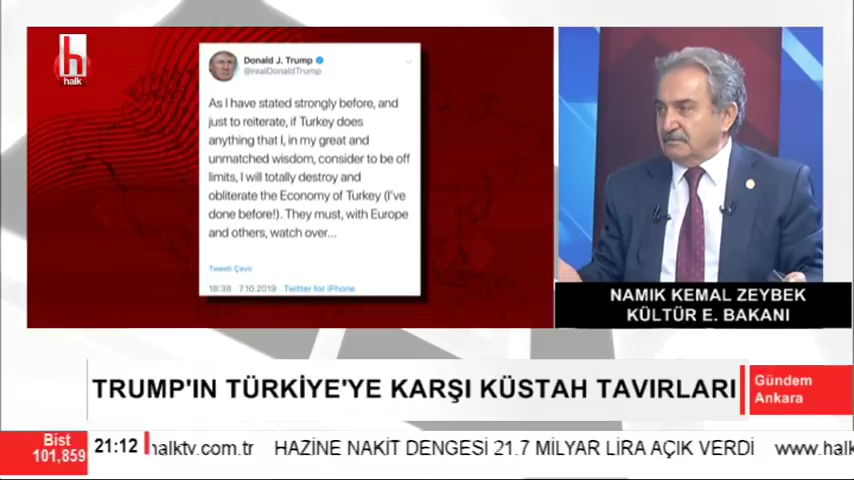 h
halk
Donald J. Trump
@realDonaldTrump
As I have stated strongly before, and
just to reiterate, if Turkey does
anything that I, in my great and
unmatched wisdom, consider to be off
limits, I will totally destroy and
obliterate the Economy of Turkey (I've
done before!). They must, with Europe
and others, watch over...
Tweeti Çevir
18:38 · 7.10.2019 · Twitter for iPhone
NAMIK KEMAL ZEYBEK
KÜLTÜR E. BAKANI
TRUMP'IN TÜRKİYE'YE KARŞI KÜSTAH TAVIRLARI
Gündem
Ankara
Bist
101,859
21:12
halktv.com.tr HAZİNE NAKİT DENGESİ 21.7 MİLYAR LİRA AÇIK VERDİ www.halk